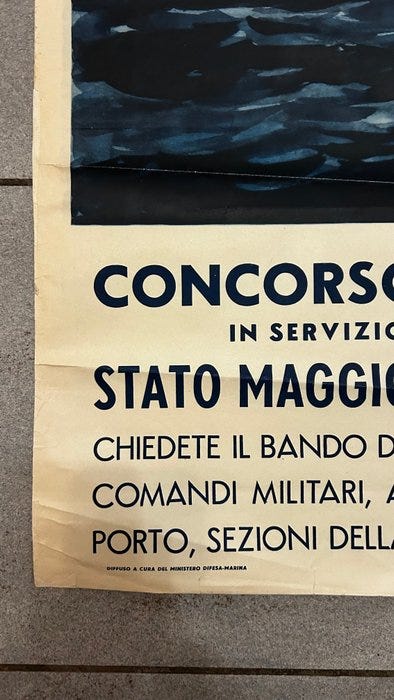 CONCORSO
IN SERVIZIO
STATO MAGGIO
CHIEDETE IL BANDO D
COMANDI MILITARI, A
PORTO, SEZIONI DELLA
DIFFUSO A CURA DEL MINISTERO DIFESA-MARINA